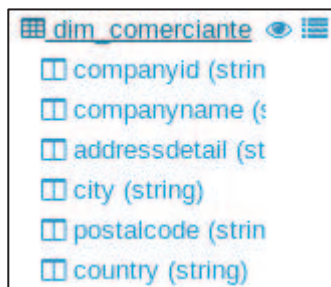 dim_comerciante
companyid (strin
companyname (s
addressdetail (st
city (string)
postalcode (strin
country (string)